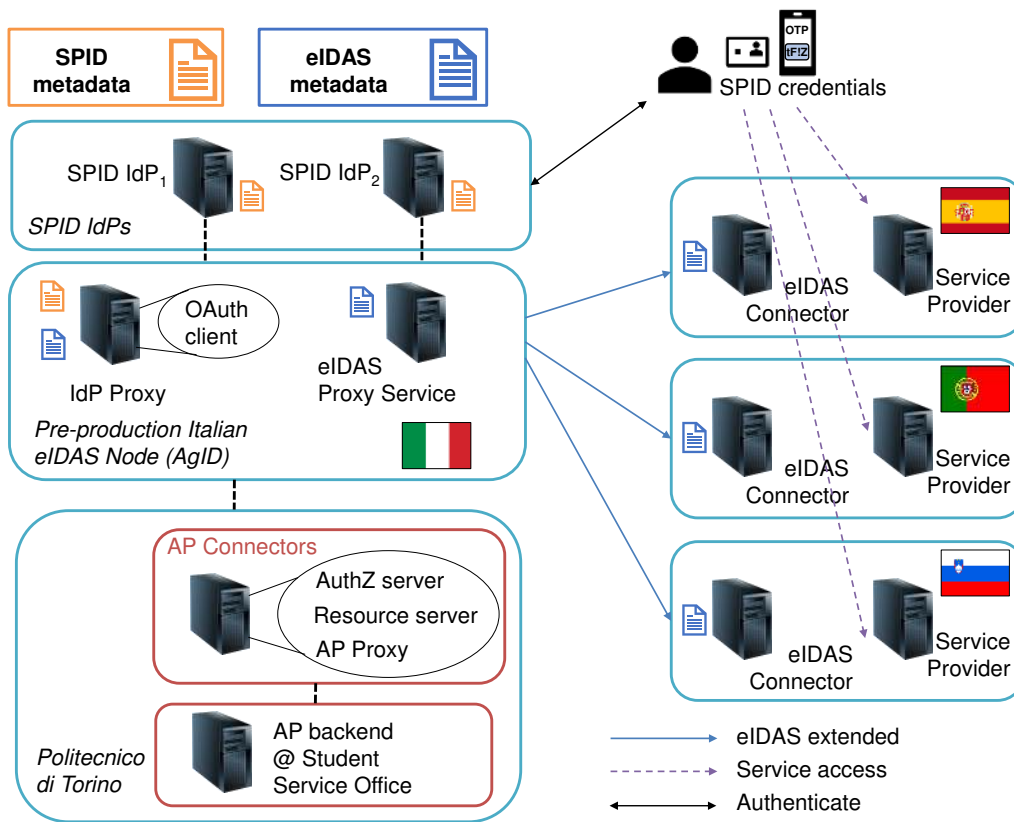 SPID
metadata
eIDAS
metadata
OTP
tF!Z
SPID credentials
SPID IdP1
SPID IdP2
SPID IdPs
OAuth
client
IdP Proxy
eIDAS
Proxy Service
Pre-production Italian
eIDAS Node (AgID)
eIDAS
Connector
Service
Provider
eIDAS
Connector
Service
Provider
eIDAS
Connector
Service
Provider
AP Connectors
AuthZ server
Resource server
AP Proxy
AP backend
@ Student
Service Office
Politecnico
di Torino
eIDAS extended
Service access
Authenticate